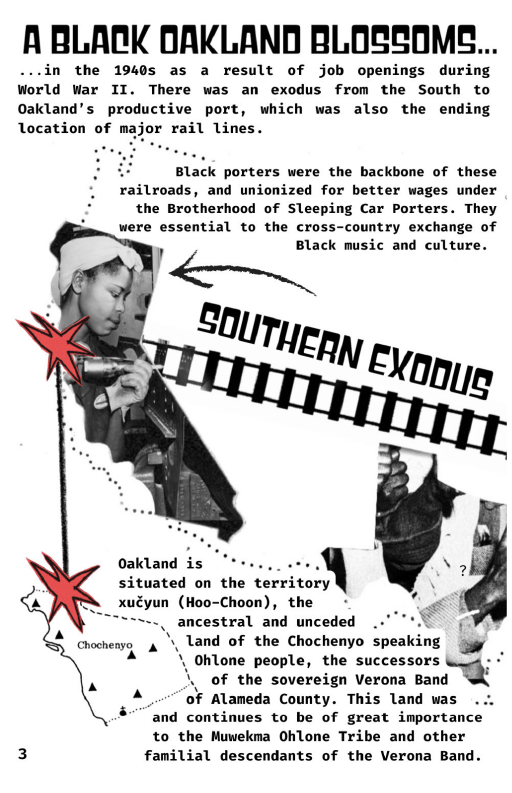 A BLACK OAKLAND BLOSSOMS...
...in the 1940s as a result of job openings during
World War II. There was an exodus from the South to
Oakland's productive port, which was also the ending
location of major rail lines.
Black porters were the backbone of these
railroads, and unionized for better wages under
the Brotherhood of Sleeping Car Porters. They
were essential to the cross-country exchange of
Black music and culture.
SOUTHERN EXODUS
?
Oakland is
situated on the territory
xučyun (Hoo-Choon), the
ancestral and unceded
land of the Chochenyo speaking
Ohlone people, the successors
of the sovereign Verona Band
of Alameda County. This land was
and continues to be of great importance
to the Muwekma Ohlone Tribe and other
familial descendants of the Verona Band.
Chochenyo
3